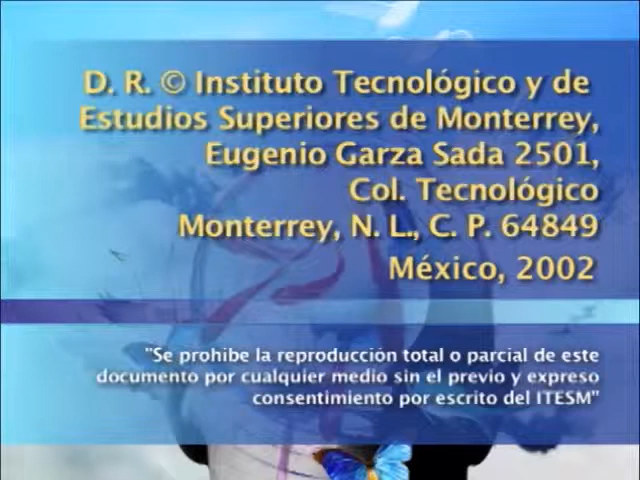 D. R. © Instituto Tecnológico y de
Estudios Superiores de Monterrey,
Eugenio Garza Sada 2501,
Col. Tecnológico
Monterrey, N. L., C. P. 64849
México, 2002
"Se prohibe la reproducción total o parcial de este
documento por cualquier medio sin el previo y expreso
consentimiento por escrito del ITESM"